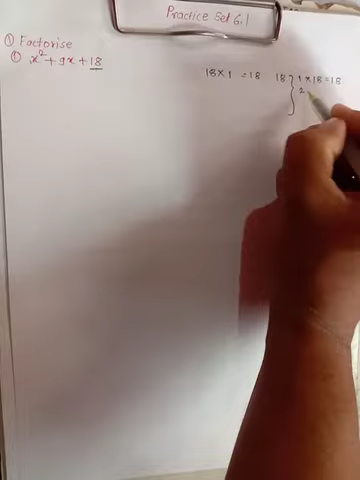 Practice Set 6.1
① Factorise
① x² + 9x + 18
18 × 1 = 18
18 } 1 × 18 = 18
2